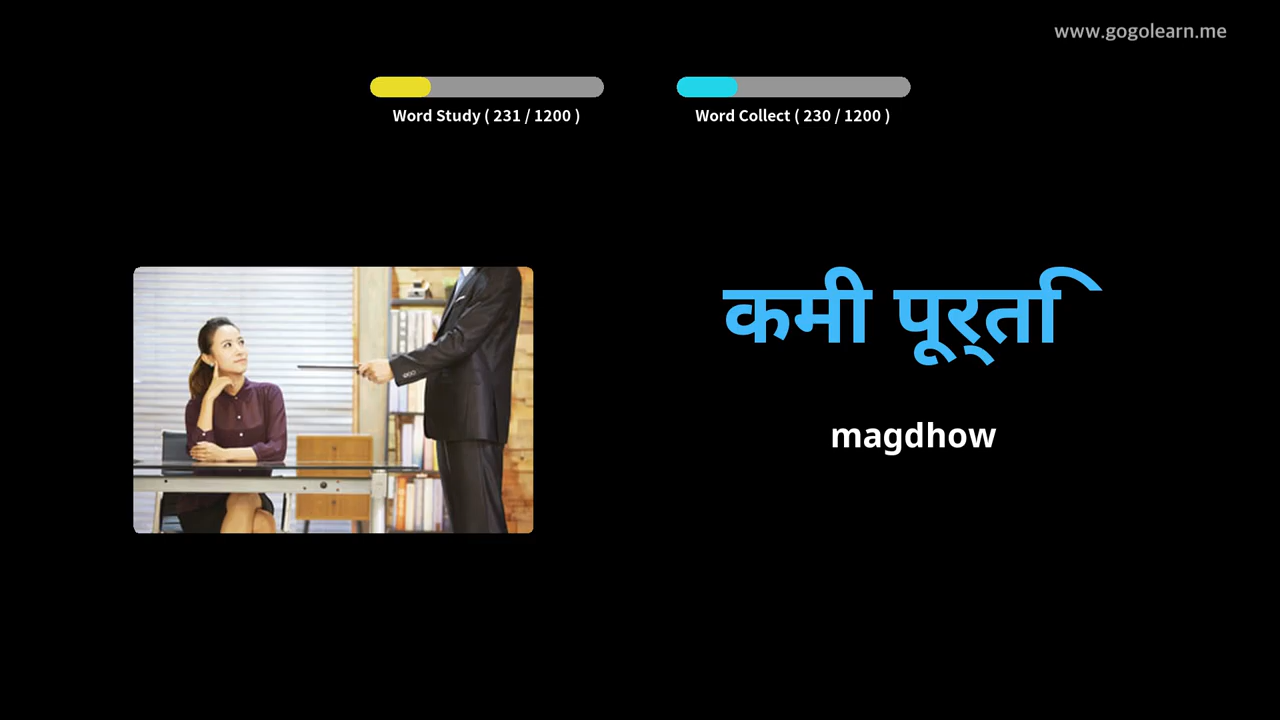 www.gogolearn.me
Word Study ( 231 / 1200 )
Word Collect ( 230 / 1200 )
कमी पूर्ति
magdhow